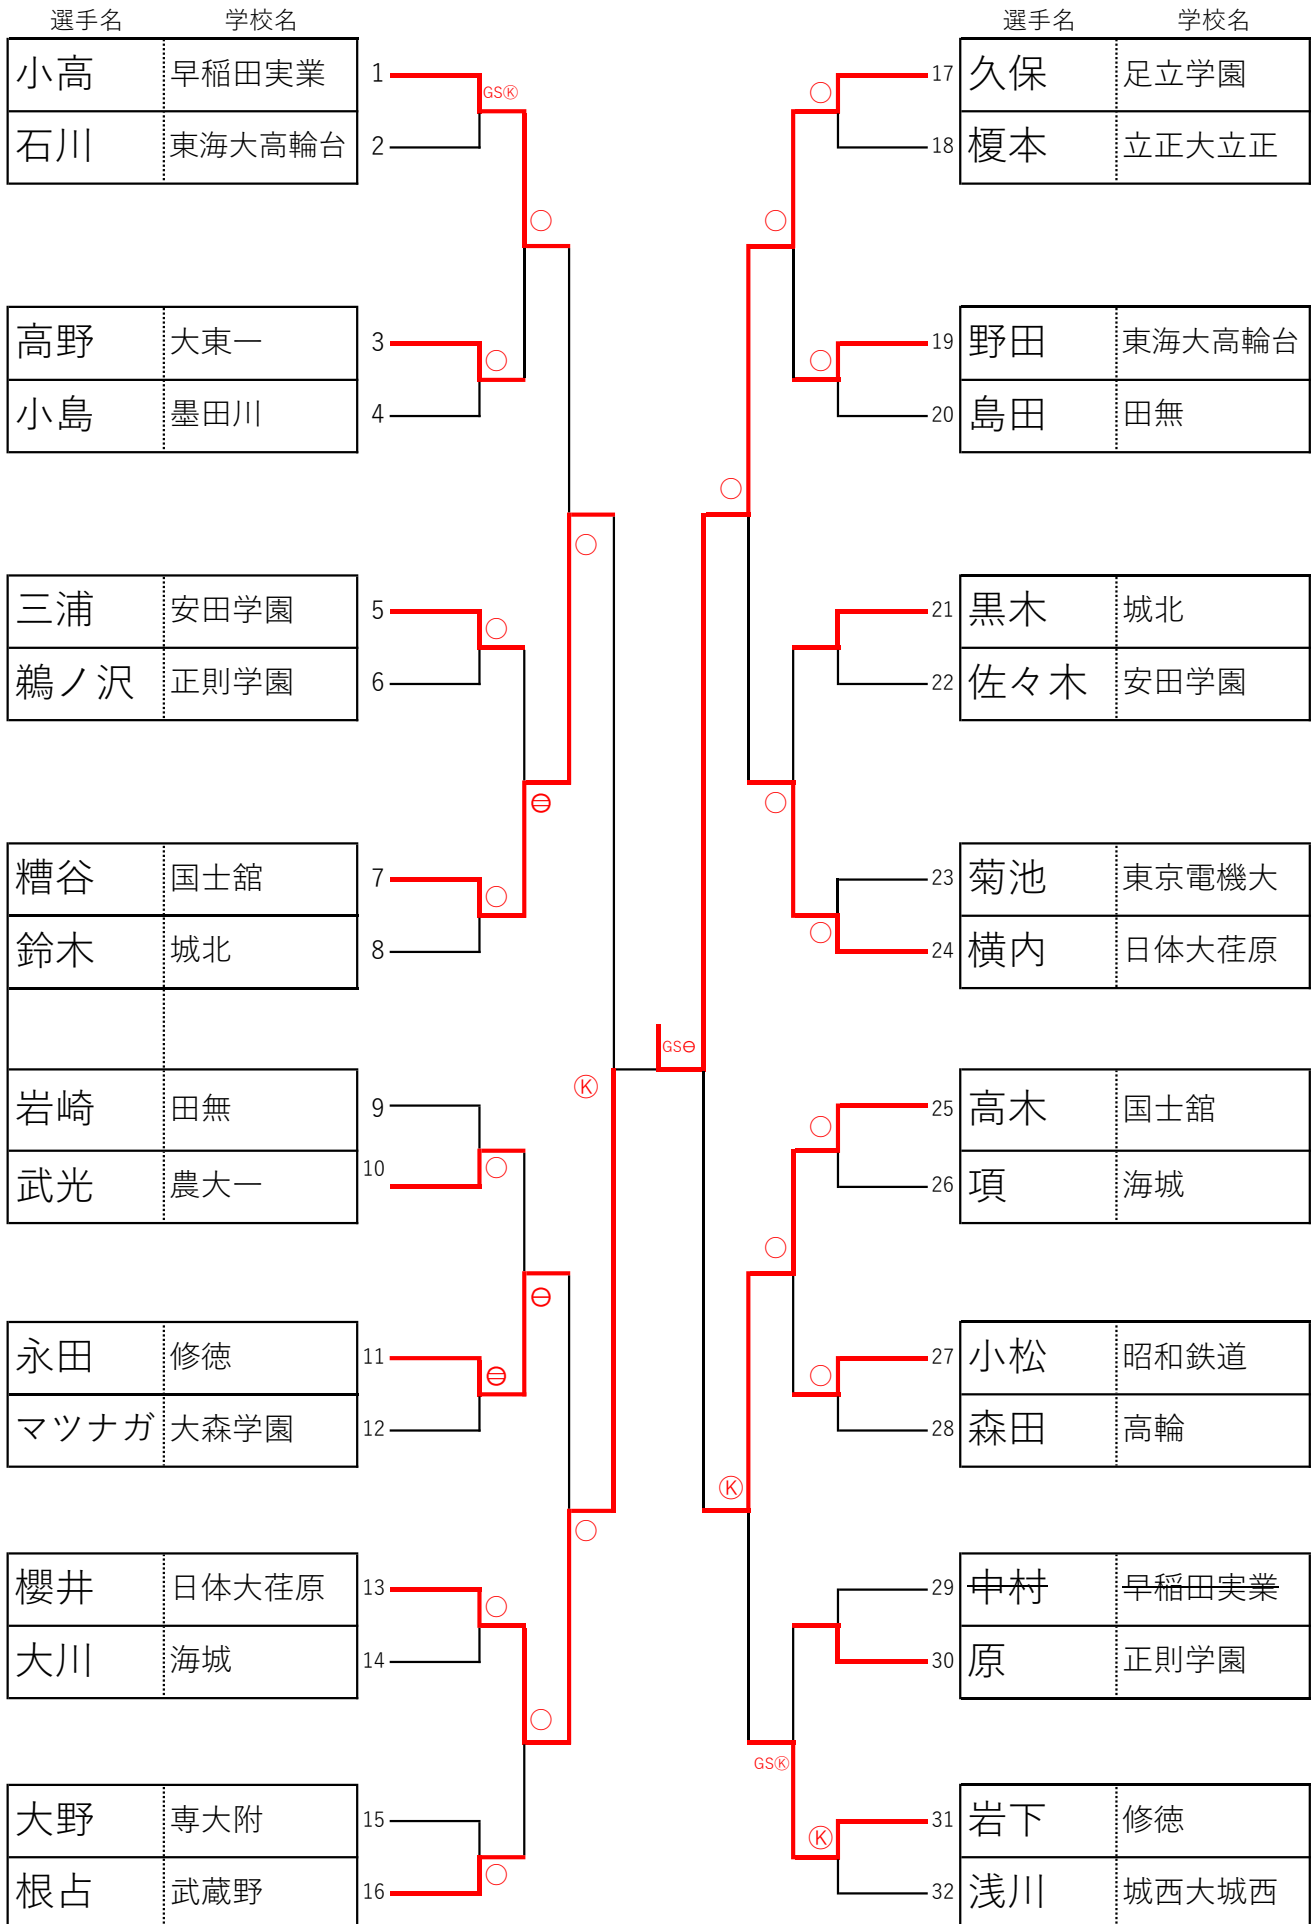 選手名 学校名
小高 早稲田実業 1
GSⓀ
石川 東海大高輪台 2
○
高野 大東一 3
○
小島 墨田川 4
○
三浦 安田学園 5
○
鵜ノ沢 正則学園 6
糟谷 国士舘 7
○
鈴木 城北 8
Ⓚ
岩崎 田無 9
武光 農大一 10
○
永田 修徳 11
マツナガ 大森学園 12
○
櫻井 日体大荏原 13
○
大川 海城 14
○
大野 専大附 15
根占 武蔵野 16
○
GS⊖
選手名 学校名
17 久保 足立学園
○
18 榎本 立正大立正
○
19 野田 東海大高輪台
○
20 島田 田無
○
21 黒木 城北
22 佐々木 安田学園
○
23 菊池 東京電機大
○
24 横内 日体大荏原
25 高木 国士舘
○
26 項 海城
○
27 小松 昭和鉄道
○
28 森田 高輪
Ⓚ
29 中村 早稲田実業
30 原 正則学園
GSⓀ
31 岩下 修徳
Ⓚ
32 浅川 城西大城西